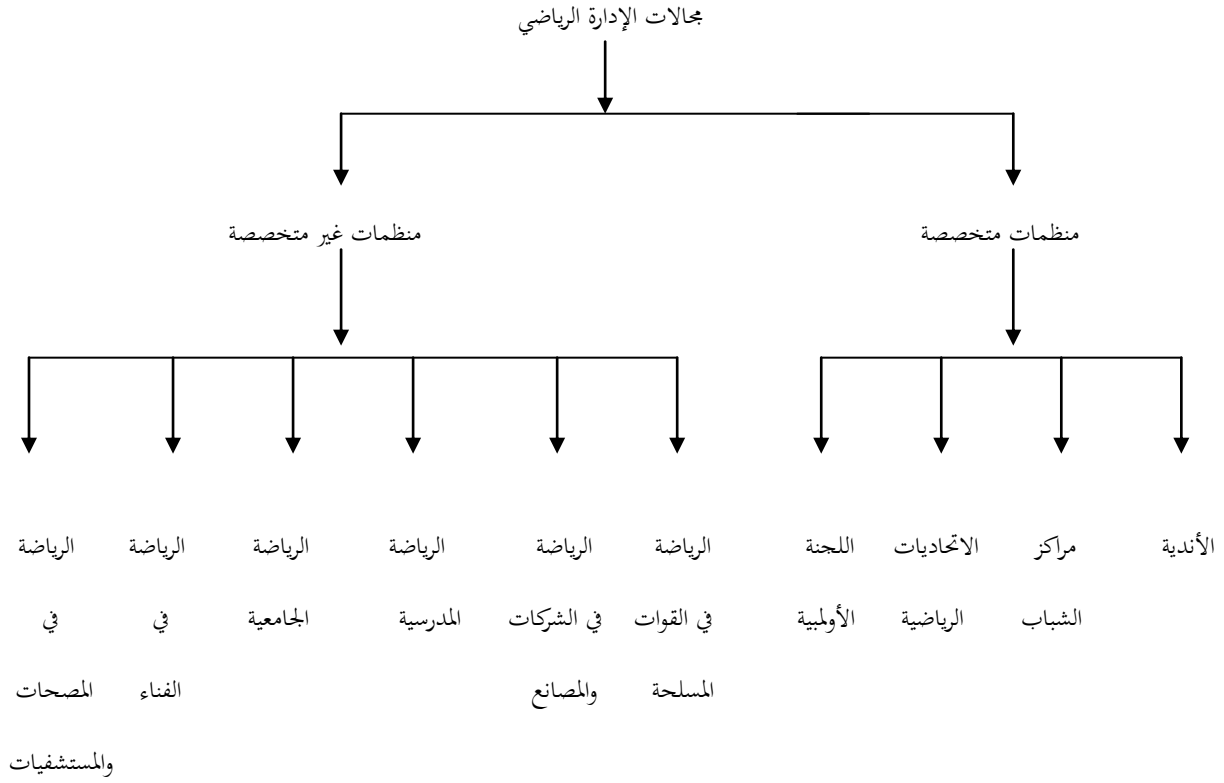 مجالات الإدارة الرياضي
منظمات متخصصة
منظمات غير متخصصة
الأندية
مراكز
الشباب
الاتحاديات
الرياضية
اللجنة
الأولمبية
الرياضة
في القوات
المسلحة
الرياضة
في الشركات
والمصانع
الرياضة
المدرسية
الرياضة
الجامعية
الرياضة
في
الفناء
الرياضة
في
المصحات
والمستشفيات